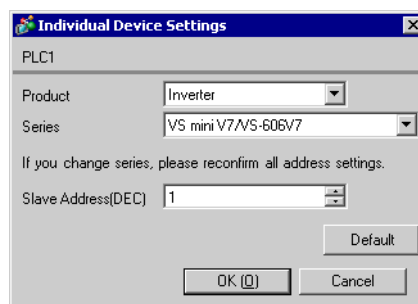 Individual Device Settings
PLC1
Product Inverter
Series VS mini V7/VS-606V7
If you change series, please reconfirm all address settings.
Slave Address(DEC) 1
Default
OK (O) Cancel